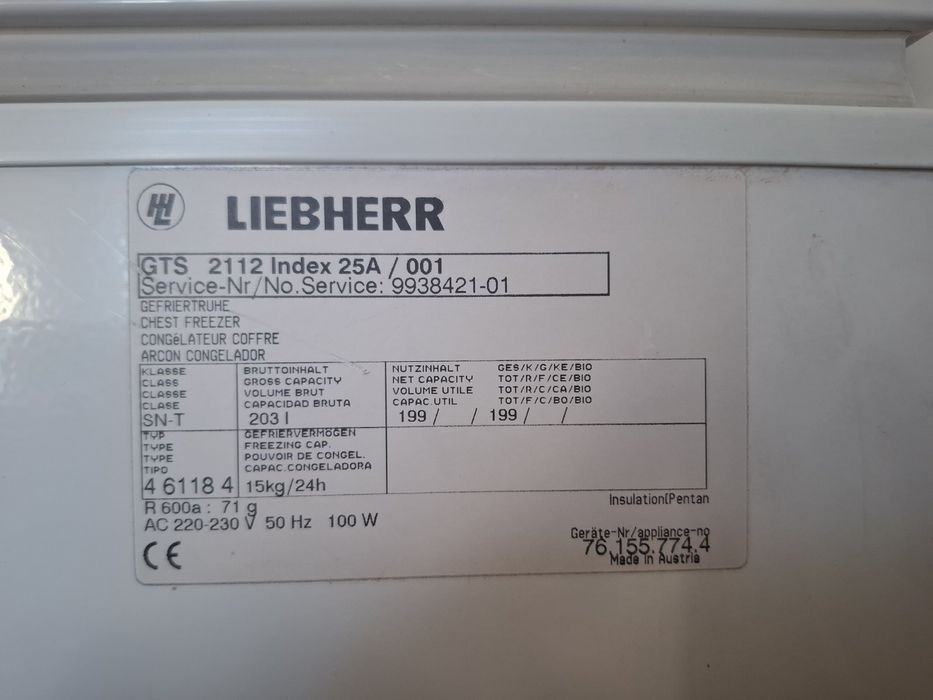 LIEBHERR
GTS 2112 Index 25A / 001
Service-Nr/No.Service: 9938421-01
GEFRIERTRUHE
CHEST FREEZER
CONGéLATEUR COFFRE
ARCON CONGELADOR
KLASSE
CLASS
CLASSE
CLASE
SN-T
BRUTTOINHALT
GROSS CAPACITY
VOLUME BRUT
CAPACIDAD BRUTA
203 l
NUTZINHALT GES/K/G/KE/BIO
NET CAPACITY TOT/R/F/CE/BIO
VOLUME UTILE TOT/R/C/CA/BIO
CAPAC.UTIL TOT/F/C/BO/BIO
199 / / 199 / /
TYP
TYPE
TYPE
TIPO
4 61184
GEFRIERVERMÖGEN
FREEZING CAP.
POUVOIR DE CONGEL.
CAPAC.CONGELADORA
15kg/24h
R 600a : 71 g
AC 220-230 V 50 Hz 100 W
CE
Insulation(Pentan
Geräte-Nr/appliance-no
76.155.774.4
Made in Austria